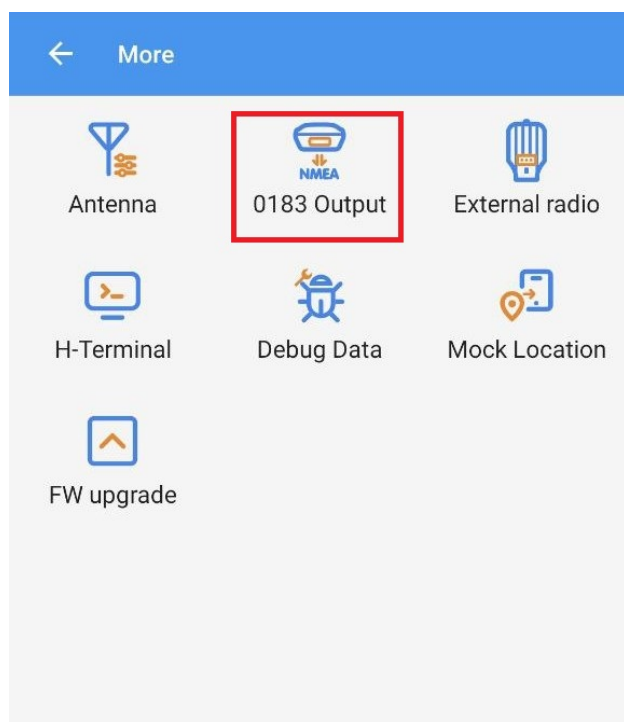 More
NMEA
Antenna
0183 Output
External radio
H-Terminal
Debug Data
Mock Location
FW upgrade